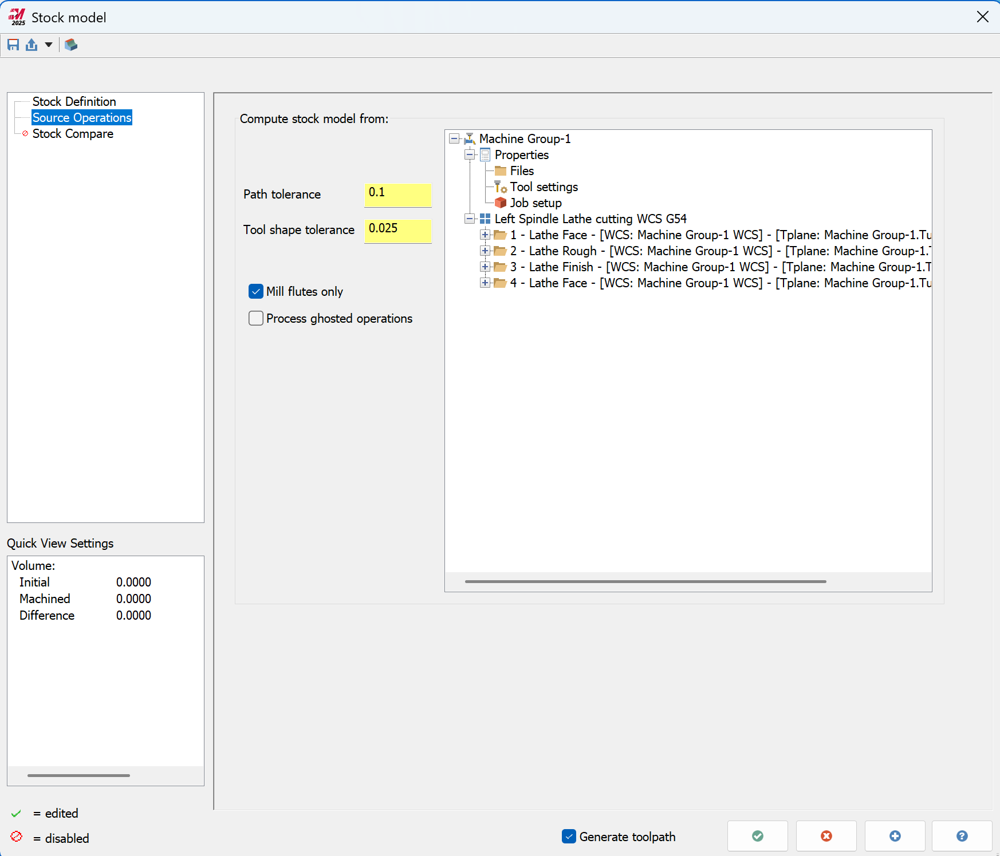 2025 Stock model
Stock Definition
Source Operations
Stock Compare
Compute stock model from:
Path tolerance 0.1
Tool shape tolerance 0.025
Mill flutes only
Process ghosted operations
Machine Group-1
Properties
Files
Tool settings
Job setup
Left Spindle Lathe cutting WCS G54
1 - Lathe Face - [WCS: Machine Group-1 WCS] - [Tplane: Machine Group-1.Tu
2 - Lathe Rough - [WCS: Machine Group-1 WCS] - [Tplane: Machine Group-1.T
3 - Lathe Finish - [WCS: Machine Group-1 WCS] - [Tplane: Machine Group-1.T
4 - Lathe Face - [WCS: Machine Group-1 WCS] - [Tplane: Machine Group-1.Tu
Quick View Settings
Volume:
Initial 0.0000
Machined 0.0000
Difference 0.0000
= edited
= disabled
Generate toolpath